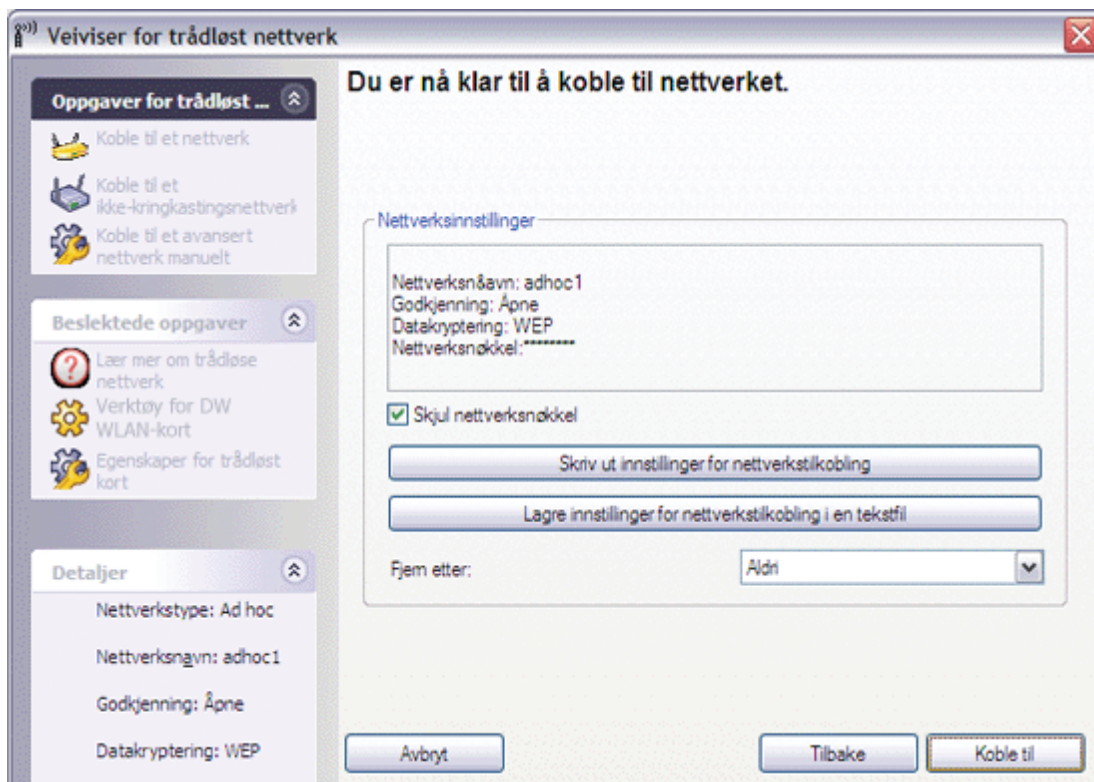 Veiviser for trådløst nettverk
Oppgaver for trådløst ...
Koble til et nettverk
Koble til et
ikke-kringkastingsnettverk
Koble til et avansert
nettverk manuelt
Beslektede oppgaver
Lær mer om trådløse
nettverk
Verktøy for DW
WLAN-kort
Egenskaper for trådløst
kort
Detaljer
Nettverkstype: Ad hoc
Nettverksnavn: adhoc1
Godkjenning: Åpne
Datakryptering: WEP
Du er nå klar til å koble til nettverket.
Nettverksinnstillinger
Nettverksn&avn: adhoc1
Godkjenning: Åpne
Datakryptering: WEP
Nettverksnøkkel:********
Skjul nettverksnøkkel
Skriv ut innstillinger for nettverkstilkobling
Lagre innstillinger for nettverkstilkobling i en tekstfil
Fjern etter:
Aldri
Avbryt
Tilbake
Koble til